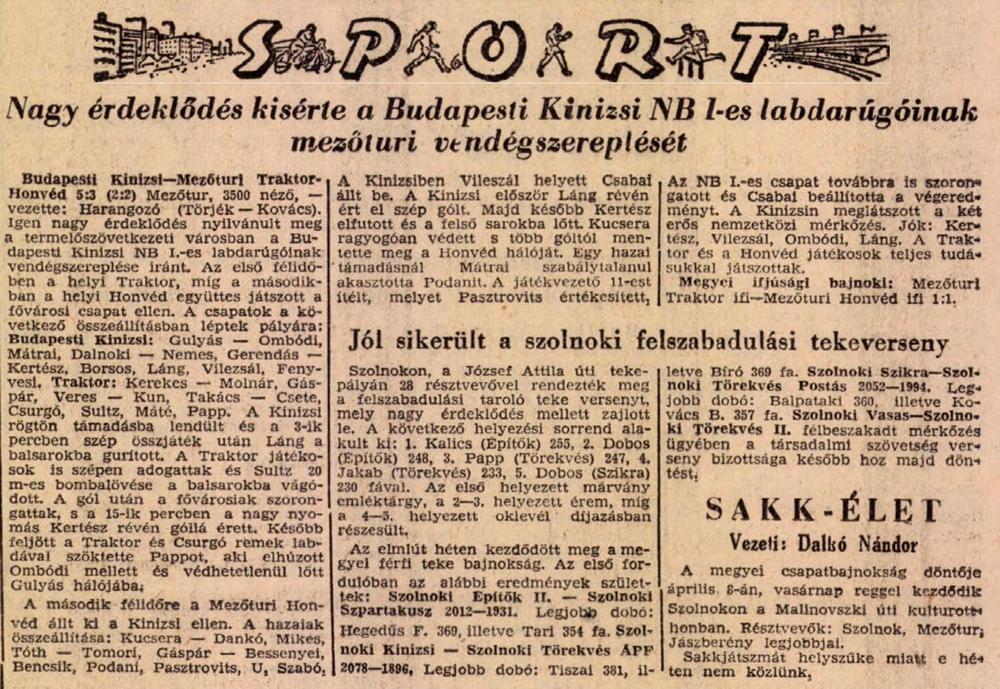 SPORT
Nagy érdeklődés kisérte a Budapesti Kinizsi NB I-es labdarúgóinak
mezőturi vendégszereplését
Budapesti Kinizsi—Mezőturi Traktor-
Honvéd 5:3 (2:2) Mezőtur, 3500 néző, —
vezette: Harangozó (Törjék — Kovács).
Igen nagy érdeklődés nyilvánult meg
a termelőszövetkezeti városban a Bu-
dapesti Kinizsi NB I.-es labdarúgóinak
vendégszereplése iránt. Az első félidő-
ben a helyi Traktor, míg a második-
ban a helyi Honvéd együttes játszott a
fővárosi csapat ellen. A csapatok a kö-
vetkező összeállításban léptek pályára:
Budapesti Kinizsi: Gulyás — Ombódi,
Mátrai, Dalnoki — Nemes, Gerendás —
Kertész, Borsos, Láng, Vilezsál, Feny-
vesi. Traktor: Kerekes — Molnár, Gás-
pár, Veres — Kun, Takács — Csete,
Csurgó, Sultz, Máté, Papp. A Kinizsi
rögtön támadásba lendült és a 3-ik
percben szép összjáték után Láng a
balsarokba gurított. A Traktor játéko-
sok is szépen adogattak és Sultz 20
m-es bombalövése a balsarokba vágó-
dott. A gól után a fővárosiak szoron-
gattak, s a 15-ik percben a nagy nyo-
más Kertész révén góllá érett. Később
feljött a Traktor és Csurgó remek lab-
dával szöktette Pappot, aki elhúzott
Ombódi mellett és védhetetlenül lőtt
Gulyás hálójába.
A második félidőre a Mezőturi Hon-
véd állt ki a Kinizsi ellen. A hazaiak
összeállítása: Kucsera — Dankó, Mikes,
Tóth — Tomori, Gáspár — Bessenyei,
Bencsik, Podani, Pasztrovits, U. Szabó,
A Kinizsiben Vileszál helyett Csabai
állt be. A Kinizsi először Láng révén
ért el szép gólt. Majd később Kertész
elfutott és a felső sarokba lőtt. Kucsera
ragyogóan védett s több góltól men-
tette meg a Honvéd hálóját. Egy hazai
támadásnál Mátrai szabálytalanul
akasztotta Podanit. A játékvezető 11-est
ítélt, melyet Pasztrovits értékesített.
Az NB I.-es csapat továbbra is szoron-
gatott és Csabai beállította a végered-
ményt. A Kinizsin meglátszott a két
erős nemzetközi mérkőzés. Jók: Ker-
tész, Vilezsál, Ombódi, Láng. A Trak-
tor és a Honvéd játékosok teljes tudá-
sukkal játszottak.
Megyei ifjusági bajnoki: Mezőturi
Traktor ifi—Mezőturi Honvéd ifi 1:1.
Jól sikerült a szolnoki felszabadulási tekeverseny
Szolnokon, a József Attila úti teke-
pályán 28 résztvevővel rendezték meg
a felszabadulási taroló teke versenyt,
mely nagy érdeklődés mellett zajlott
le. A következő helyezési sorrend ala-
kult ki: 1. Kalics (Építők) 255, 2. Dobos
(Építők) 248, 3. Papp (Törekvés) 247, 4.
Jakab (Törekvés) 233, 5. Dobos (Szikra)
230 fával. Az első helyezett márvány
emléktárgy, a 2—3. helyezett érem, míg
a 4—5. helyezett oklevél díjazásban
részesült.
Az elmlút héten kezdődött meg a me-
gyei férfi teke bajnokság. Az első for-
dulóban az alábbi eredmények szület-
tek: Szolnoki Építők II. — Szolnoki
Szpartakusz 2012—1931. Legjobb dobó:
Hegedűs F. 369, illetve Tari 354 fa. Szol-
noki Kinizsi — Szolnoki Törekvés ÁPF
2078—1896. Legjobb dobó: Tiszai 381, il-
letve Bíró 369 fa. Szolnoki Szikra—Szol-
noki Törekvés Postás 2052—1994. Leg-
jobb dobó: Balpataki 360, illetve Ko-
vács B. 357 fa. Szolnoki Vasas—Szolno-
ki Törekvés II. félbeszakadt mérkőzés
ügyében a társadalmi szövetség ver-
seny bizottsága később hoz majd dön-
tést.
SAKK-ÉLET
Vezeti: Dalkó Nándor
A megyei csapatbajnokság döntője
április 8-án, vasárnap reggel kezdődik
Szolnokon a Malinovszki úti kulturott-
honban. Résztvevők: Szolnok, Mezőtur,
Jászberény legjobbjai.
Sakkjátszmát helyszűke miatt e hé-
ten nem közlünk.